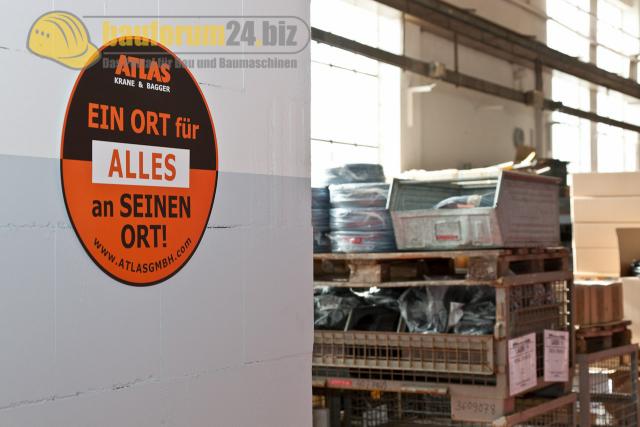 bauforum24.biz
Das Portal für Bau und Baumaschinen
ATLAS
KRANE & BAGGER
EIN ORT für
ALLES
an SEINEN
ORT!
www.ATLASGMBH.com
3609078